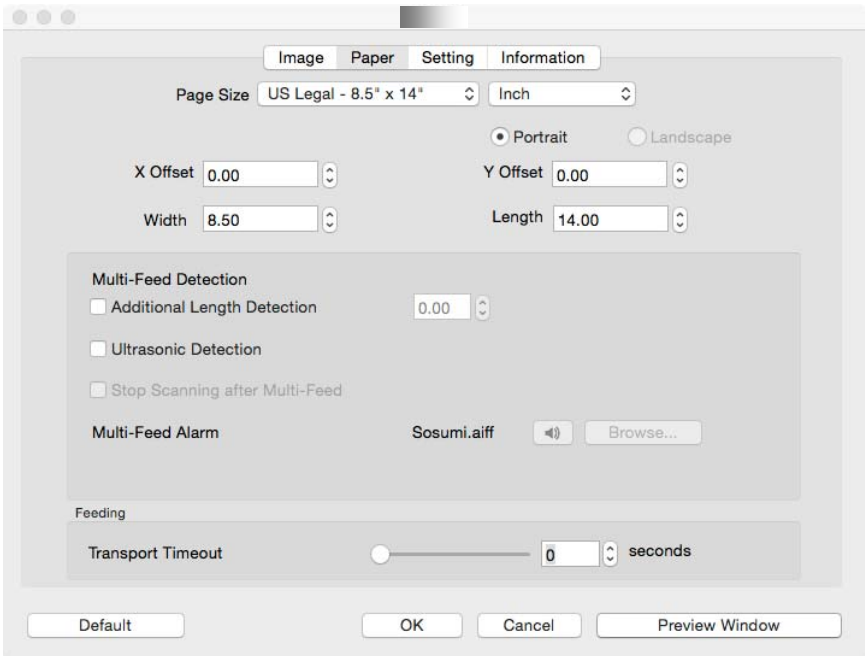 Image Paper Setting Information
Page Size US Legal - 8.5" x 14" Inch
Portrait Landscape
X Offset 0.00 Y Offset 0.00
Width 8.50 Length 14.00
Multi-Feed Detection
Additional Length Detection 0.00
Ultrasonic Detection
Stop Scanning after Multi-Feed
Multi-Feed Alarm Sosumi.aiff Browse...
Feeding
Transport Timeout 0 seconds
Default OK Cancel Preview Window